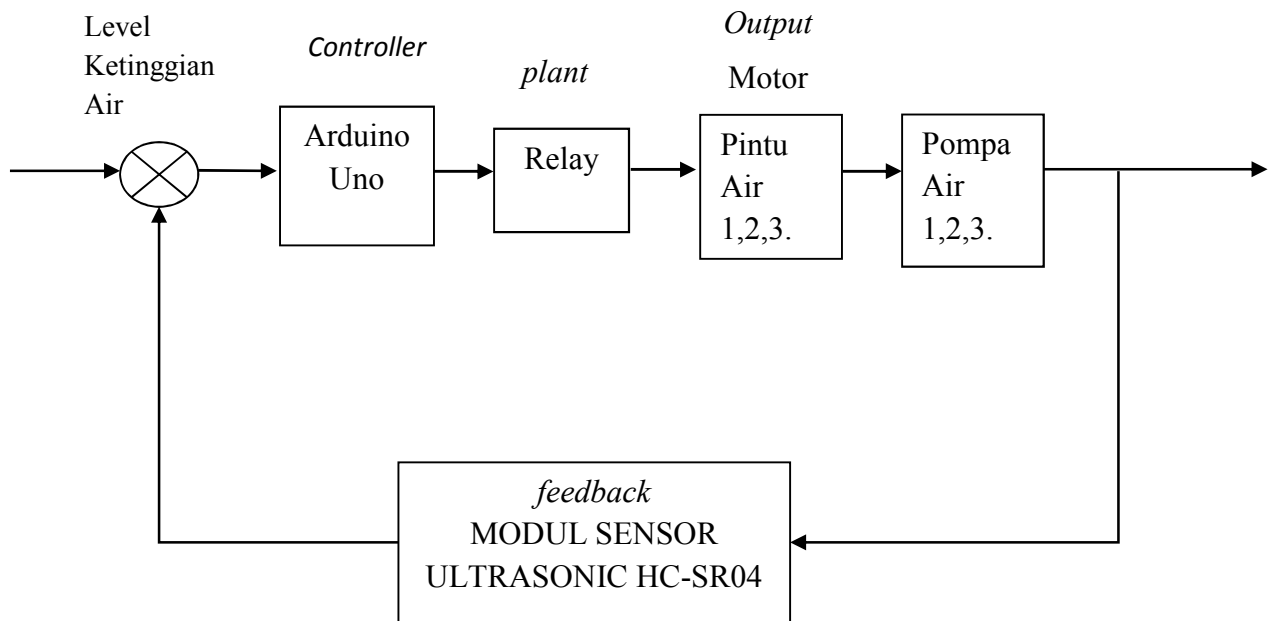 Level
Ketinggian
Air
Controller
plant
Output
Motor
Arduino
Uno
Relay
Pintu
Air
1,2,3.
Pompa
Air
1,2,3.
feedback
MODUL SENSOR
ULTRASONIC HC-SR04